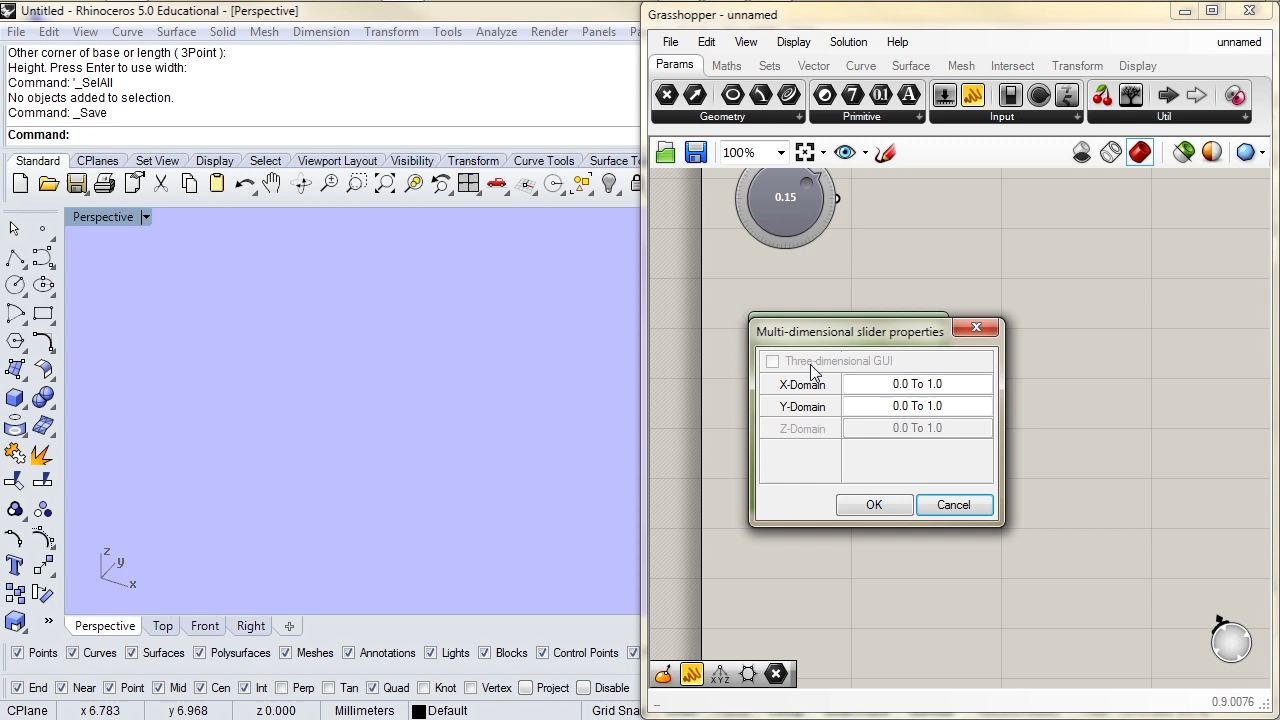 Untitled - Rhinoceros 5.0 Educational - [Perspective]
File Edit View Curve Surface Solid Mesh Dimension Transform Tools Analyze Render Panels
Other corner of base or length ( 3Point ):
Height. Press Enter to use width:
Command: '_SelAll
No objects added to selection.
Command: _Save
Command:
Standard CPlanes Set View Display Select Viewport Layout Visibility Transform Curve Tools Surface To
Perspective
z
y
x
Perspective Top Front Right
Points Curves Surfaces Polysurfaces Meshes Annotations Lights Blocks Control Points
End Near Point Mid Cen Int Perp Tan Quad Knot Vertex Project Disable
CPlane x 6.783 y 6.968 z 0.000 Millimeters Default Grid Sna
Grasshopper - unnamed
File Edit View Display Solution Help unnamed
Params Maths Sets Vector Curve Surface Mesh Intersect Transform Display
Geometry Primitive Input Util
100%
0.15
Multi-dimensional slider properties
Three-dimensional GUI
X-Domain 0.0 To 1.0
Y-Domain 0.0 To 1.0
Z-Domain 0.0 To 1.0
OK Cancel
XYZ
0.9.0076